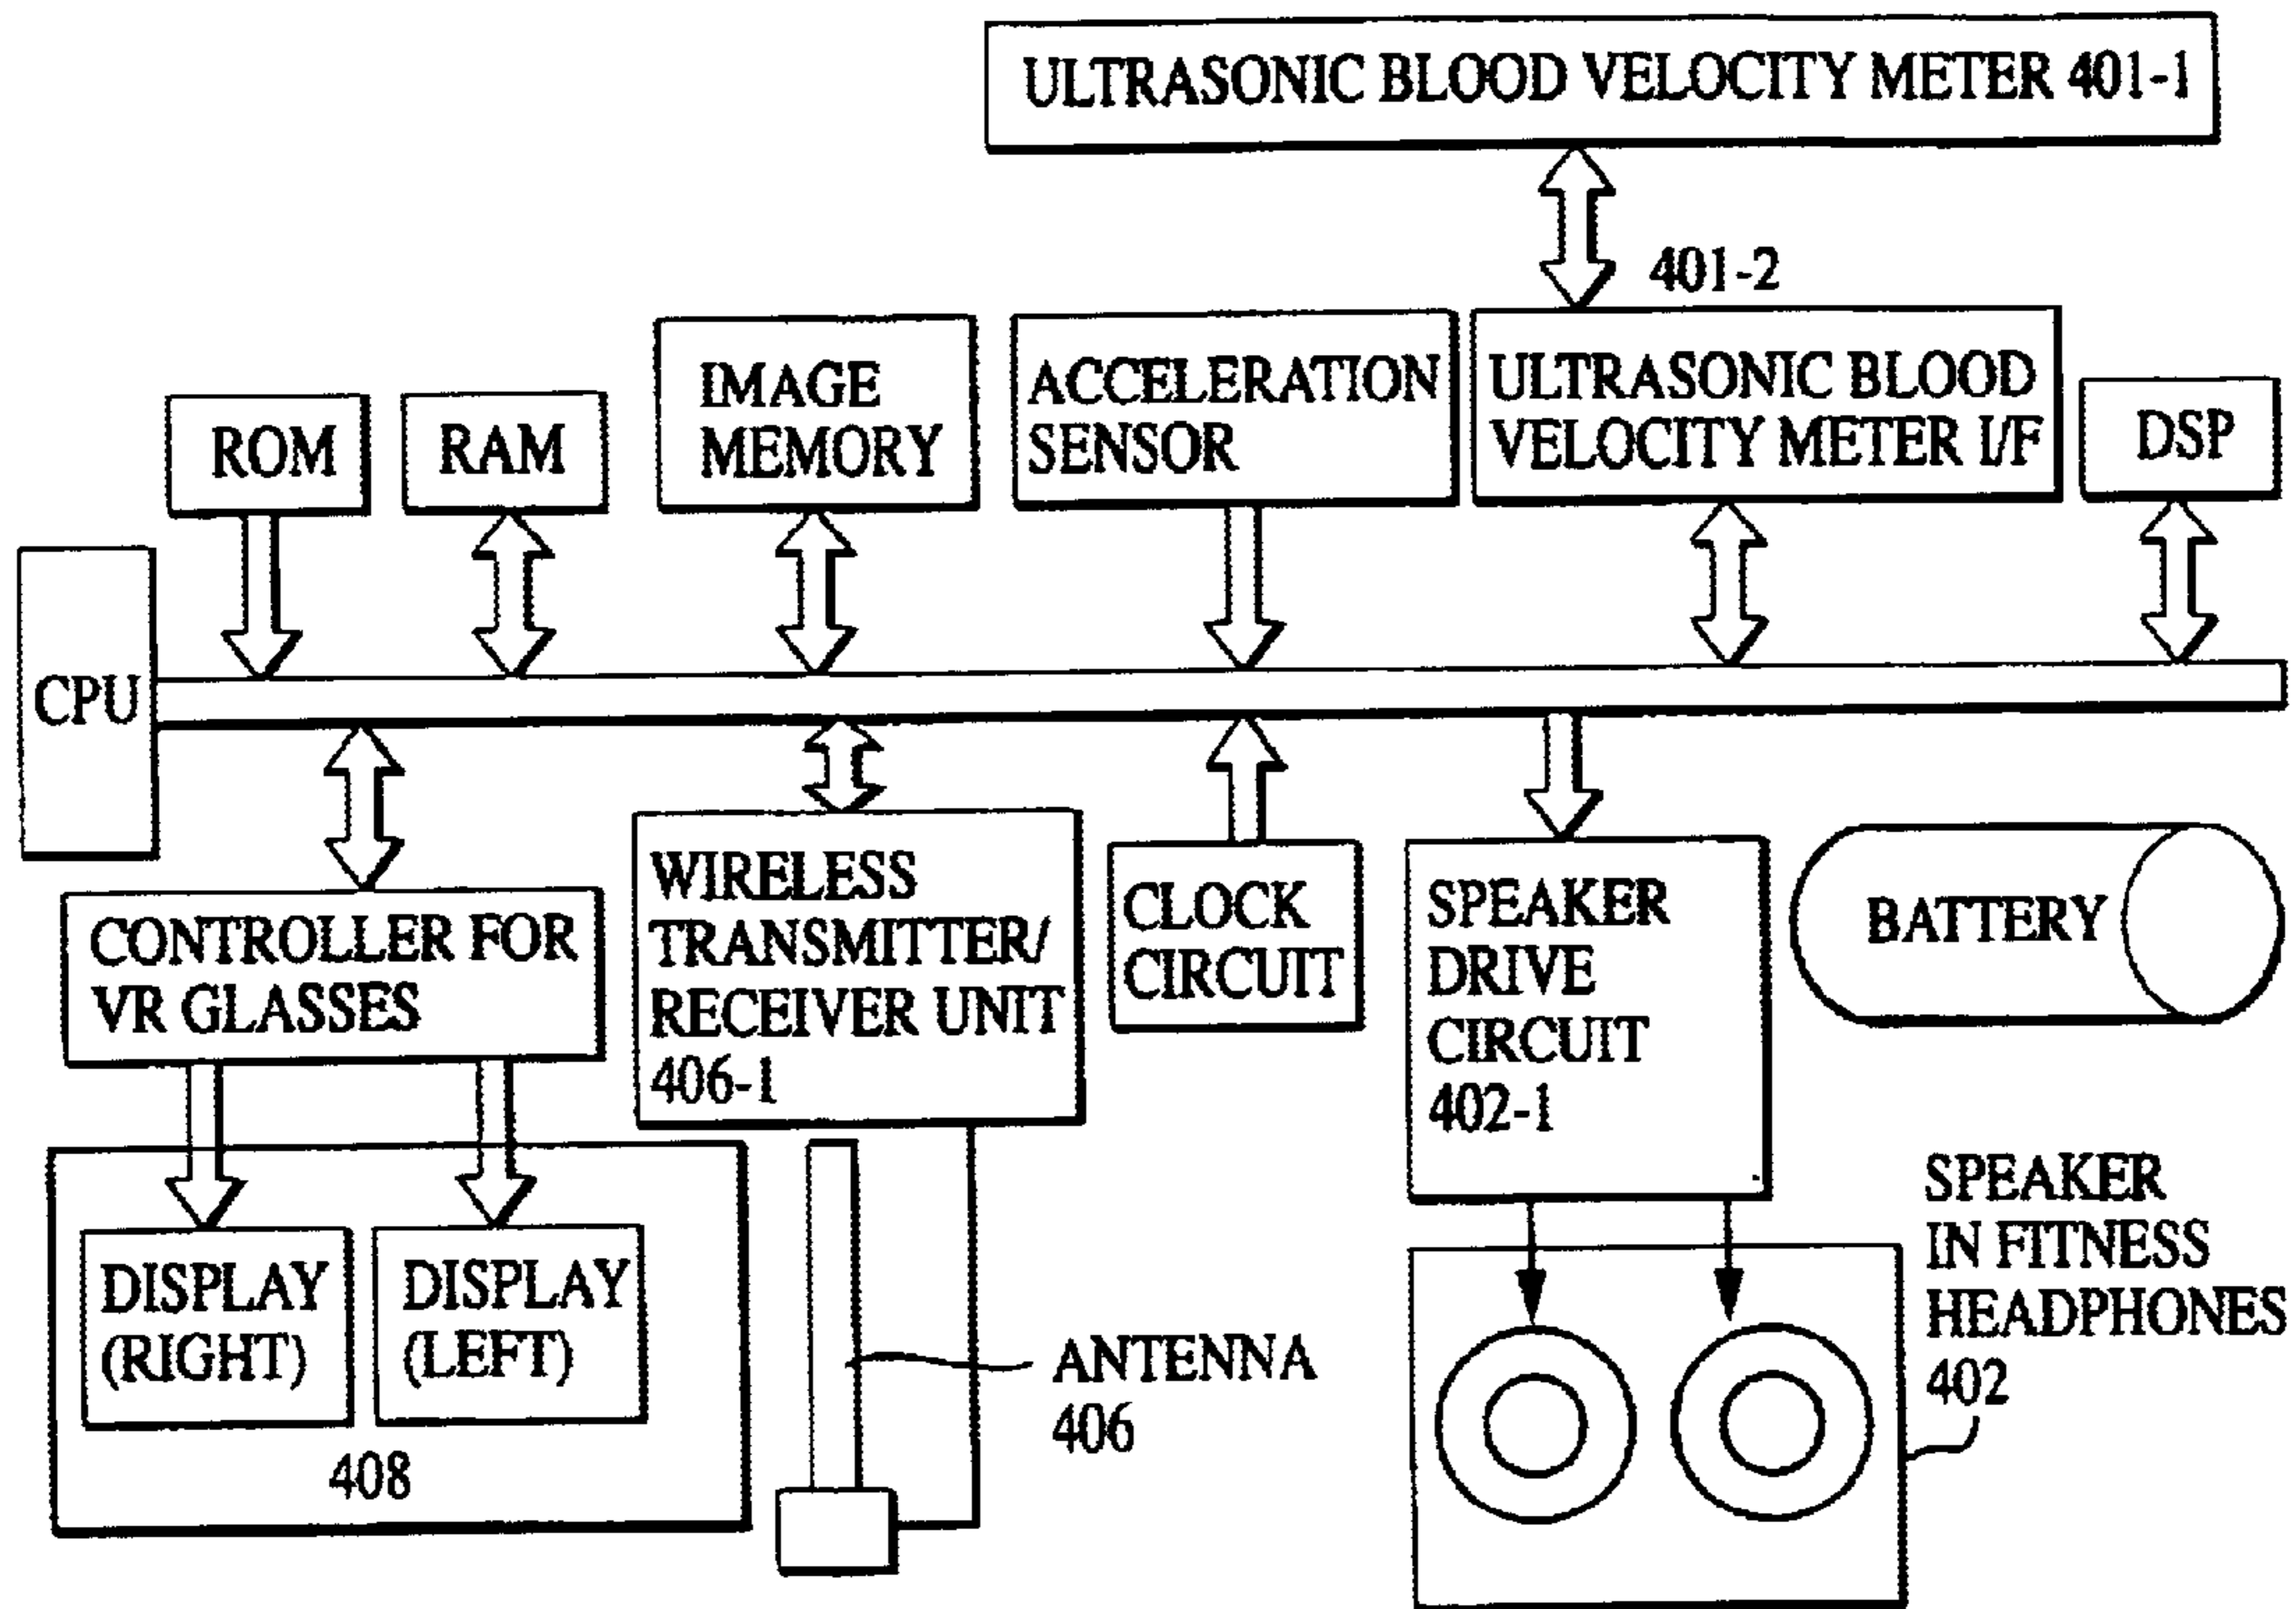 ULTRASONIC BLOOD VELOCITY METER 401-1
401-2
ROM
RAM
IMAGE
MEMORY
ACCELERATION
SENSOR
ULTRASONIC BLOOD
VELOCITY METER I/F
DSP
CPU
CONTROLLER FOR
VR GLASSES
WIRELESS
TRANSMITTER/
RECEIVER UNIT
406-1
CLOCK
CIRCUIT
SPEAKER
DRIVE
CIRCUIT
402-1
BATTERY
DISPLAY
(RIGHT)
DISPLAY
(LEFT)
408
ANTENNA
406
SPEAKER
IN FITNESS
HEADPHONES
402